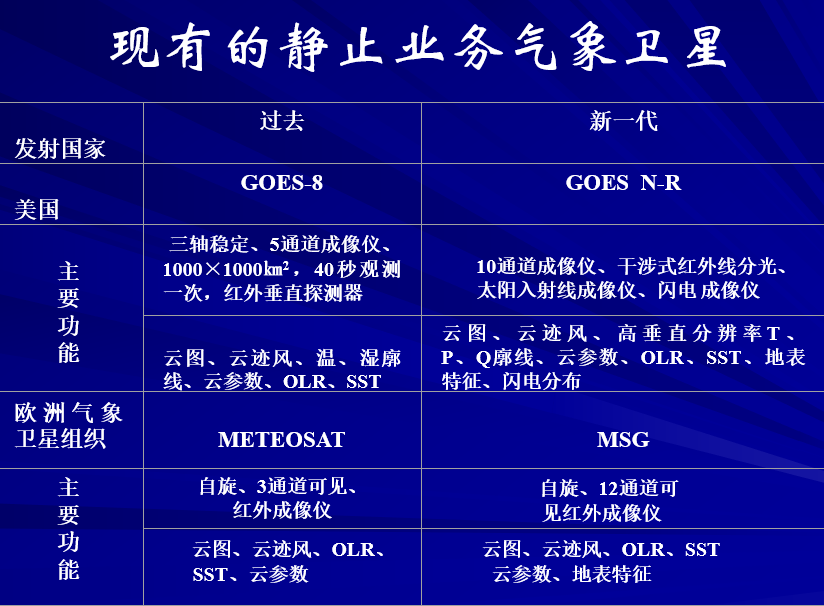 现有的静止业务气象卫星
发射国家
过去
新一代
美国
GOES-8
GOES N-R
主要功能
三轴稳定、5通道成像仪、
1000×1000㎞²，40秒观测
一次，红外垂直探测器
10通道成像仪、干涉式红外线分光、
太阳入射线成像仪、闪电 成像仪
云图、云迹风、温、湿廓
线、云参数、OLR、SST
云图、云迹风、高垂直分辨率T、
P、Q廓线、云参数、OLR、SST、地表
特征、闪电分布
欧洲气象
卫星组织
METEOSAT
MSG
主要功能
自旋、3通道可见、
红外成像仪
自旋、12通道可
见红外成像仪
云图、云迹风、OLR、
SST、云参数
云图、云迹风、OLR、SST
云参数、地表特征